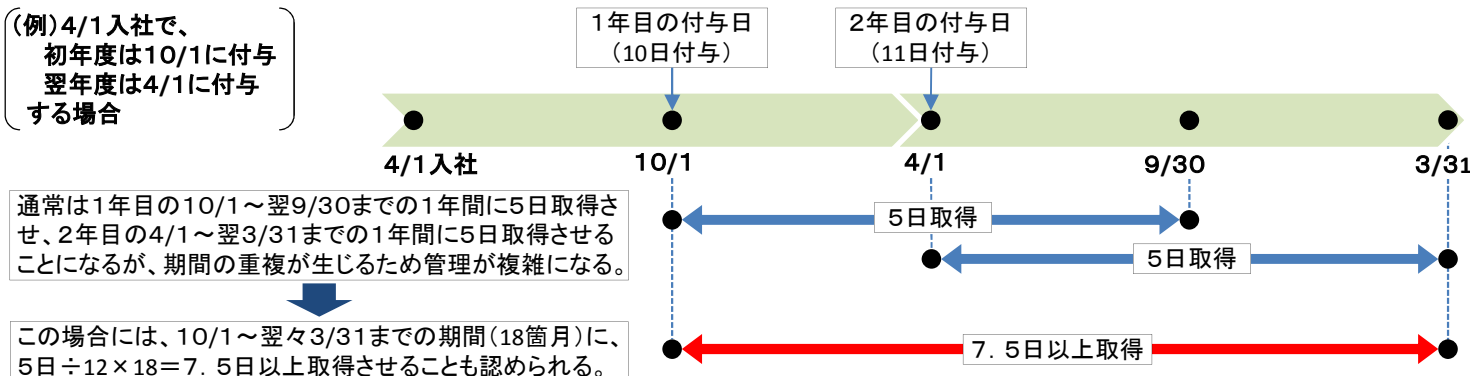 (例)4/1入社で、
初年度は10/1に付与
翌年度は4/1に付与
する場合
1年目の付与日
(10日付与)
2年目の付与日
(11日付与)
4/1入社
10/1
4/1
9/30
3/31
通常は1年目の10/1~翌9/30までの1年間に5日取得さ
せ、2年目の4/1~翌3/31までの1年間に5日取得させる
ことになるが、期間の重複が生じるため管理が複雑になる。
5日取得
5日取得
この場合には、10/1~翌々3/31までの期間(18箇月)に、
5日÷12×18=7.5日以上取得させることも認められる。
7.5日以上取得